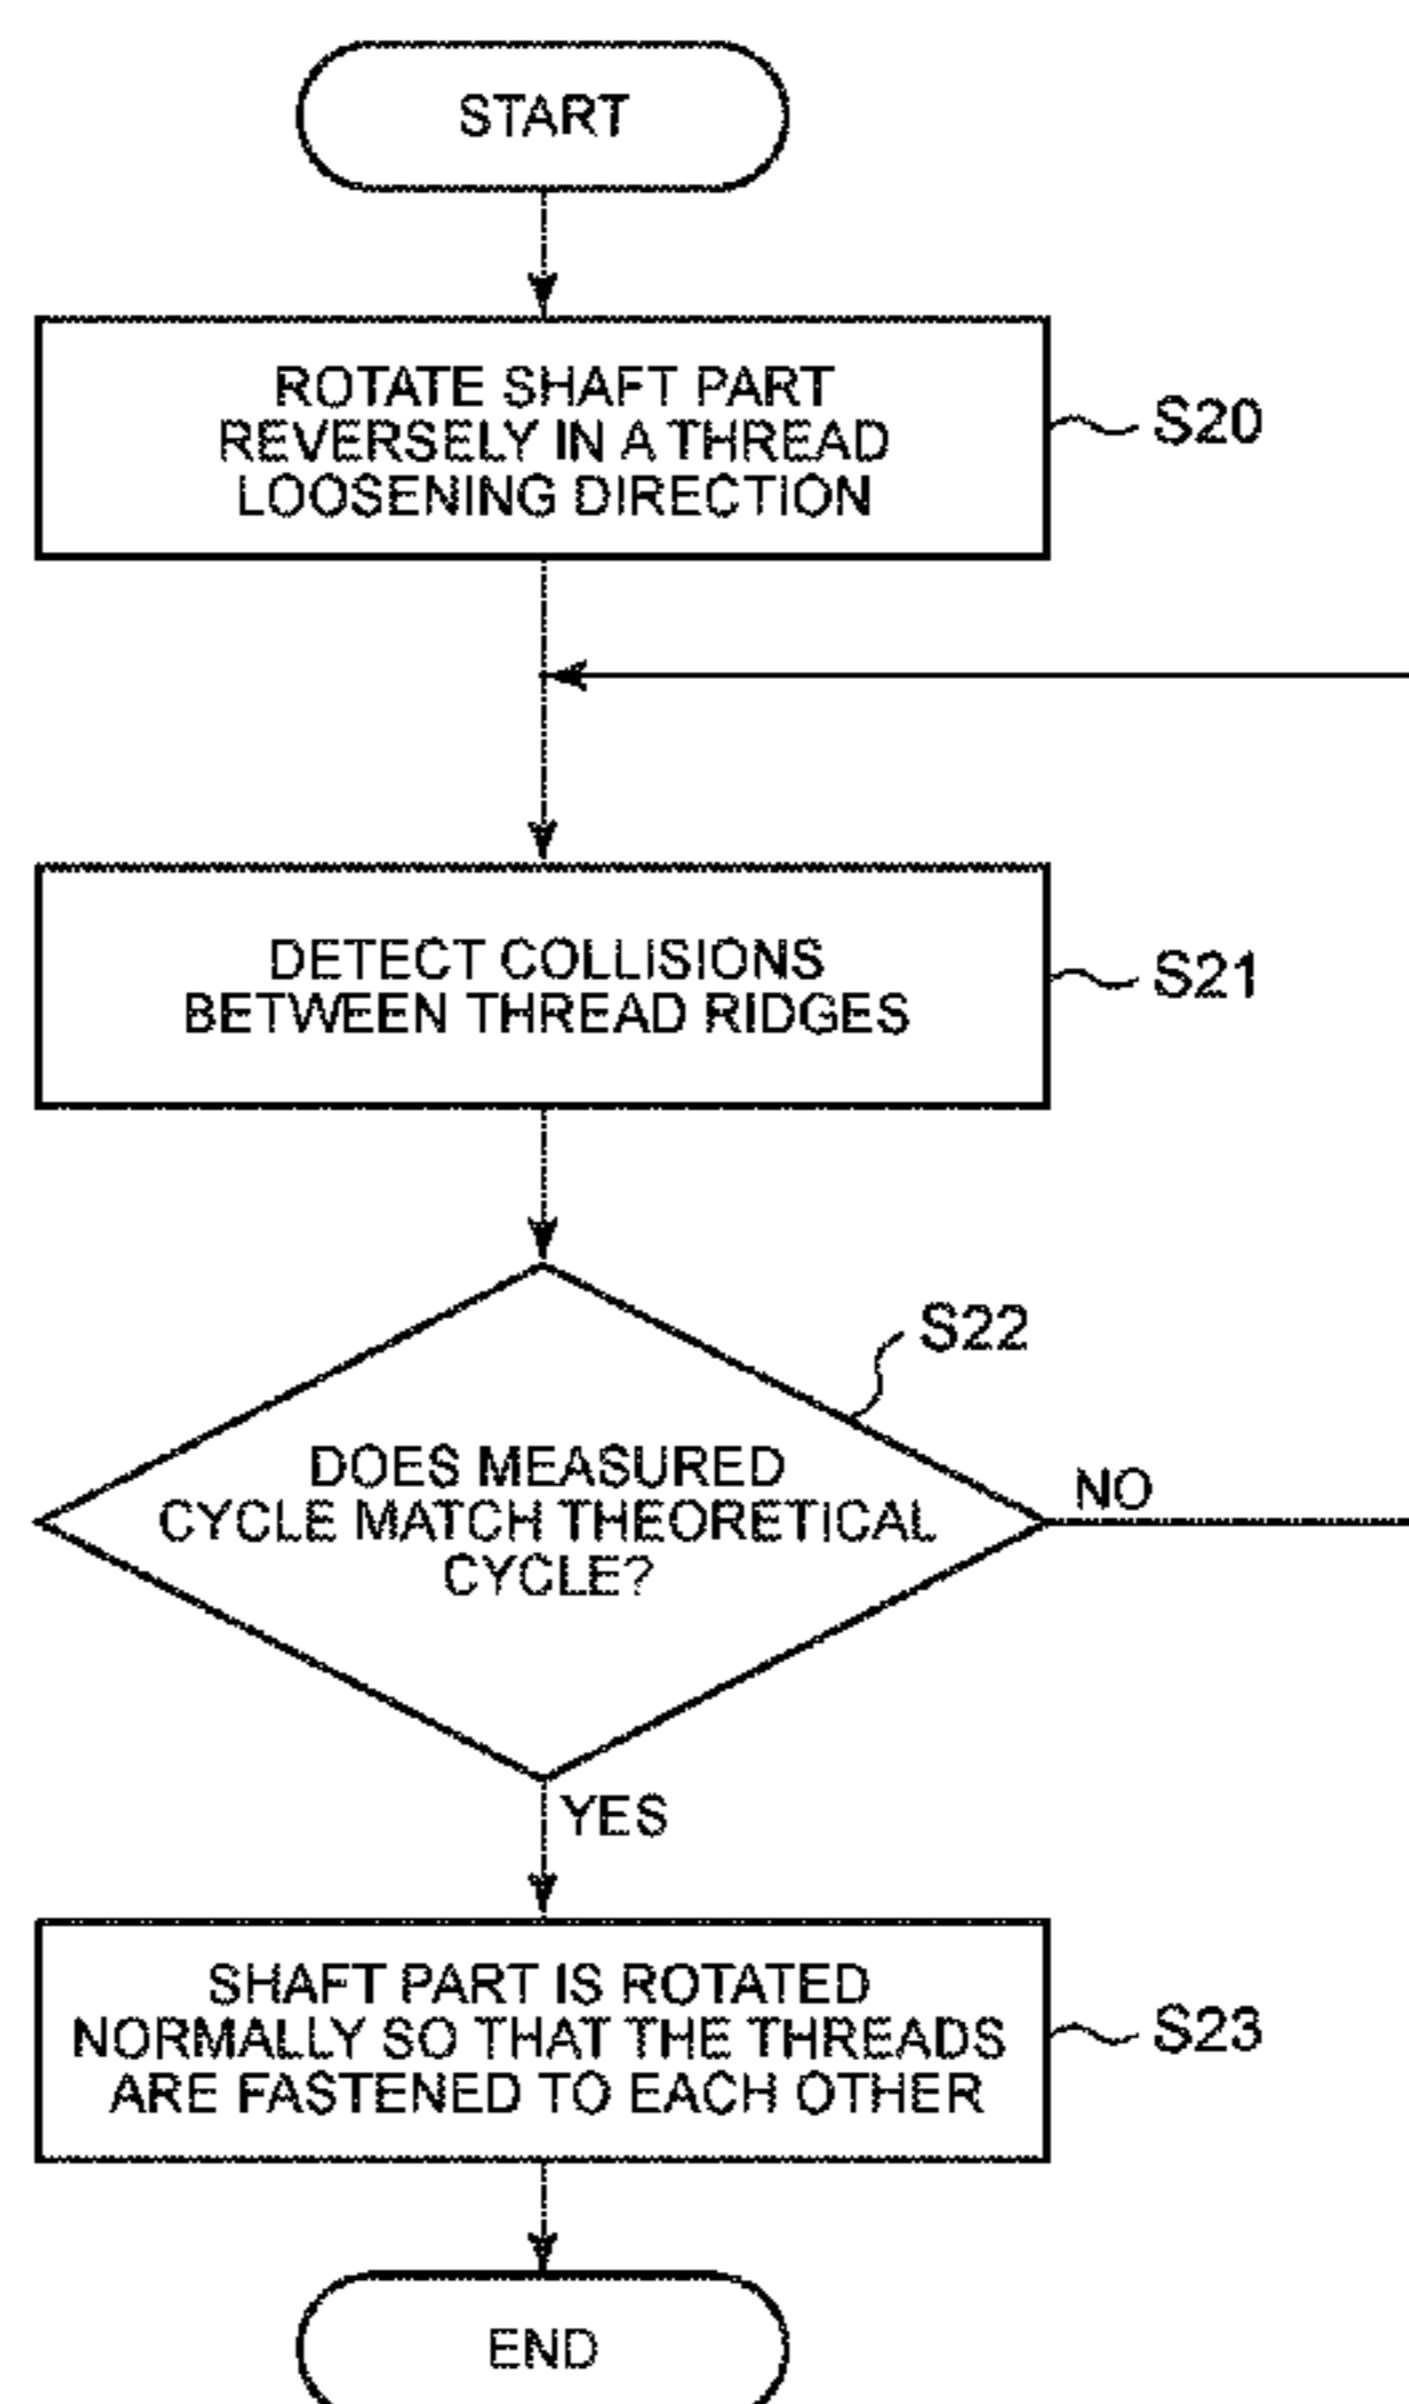 START
ROTATE SHAFT PART
REVERSELY IN A THREAD
LOOSENING DIRECTION
S20
DETECT COLLISIONS
BETWEEN THREAD RIDGES
S21
S22
DOES MEASURED
CYCLE MATCH THEORETICAL
CYCLE?
NO
YES
SHAFT PART IS ROTATED
NORMALLY SO THAT THE THREADS
ARE FASTENED TO EACH OTHER
S23
END